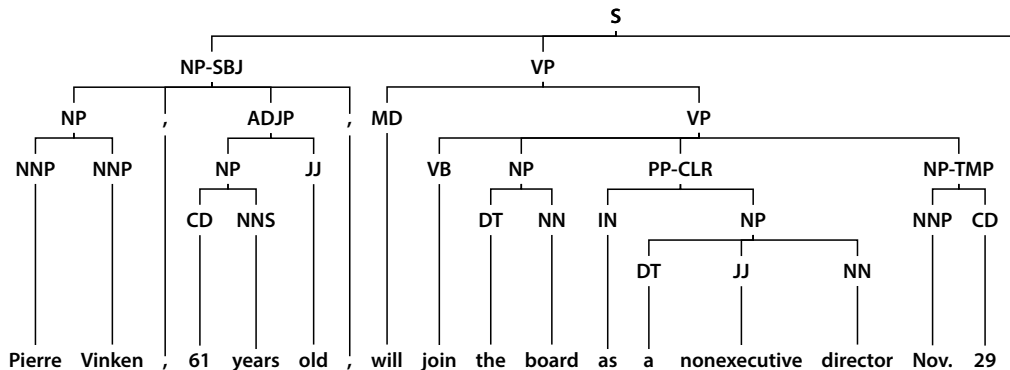 S
NP-SBJ VP
NP , ADJP , MD VP
NNP NNP NP JJ VB NP PP-CLR NP-TMP
CD NNS DT NN IN NP NNP CD
DT JJ NN
Pierre Vinken , 61 years old , will join the board as a nonexecutive director Nov. 29